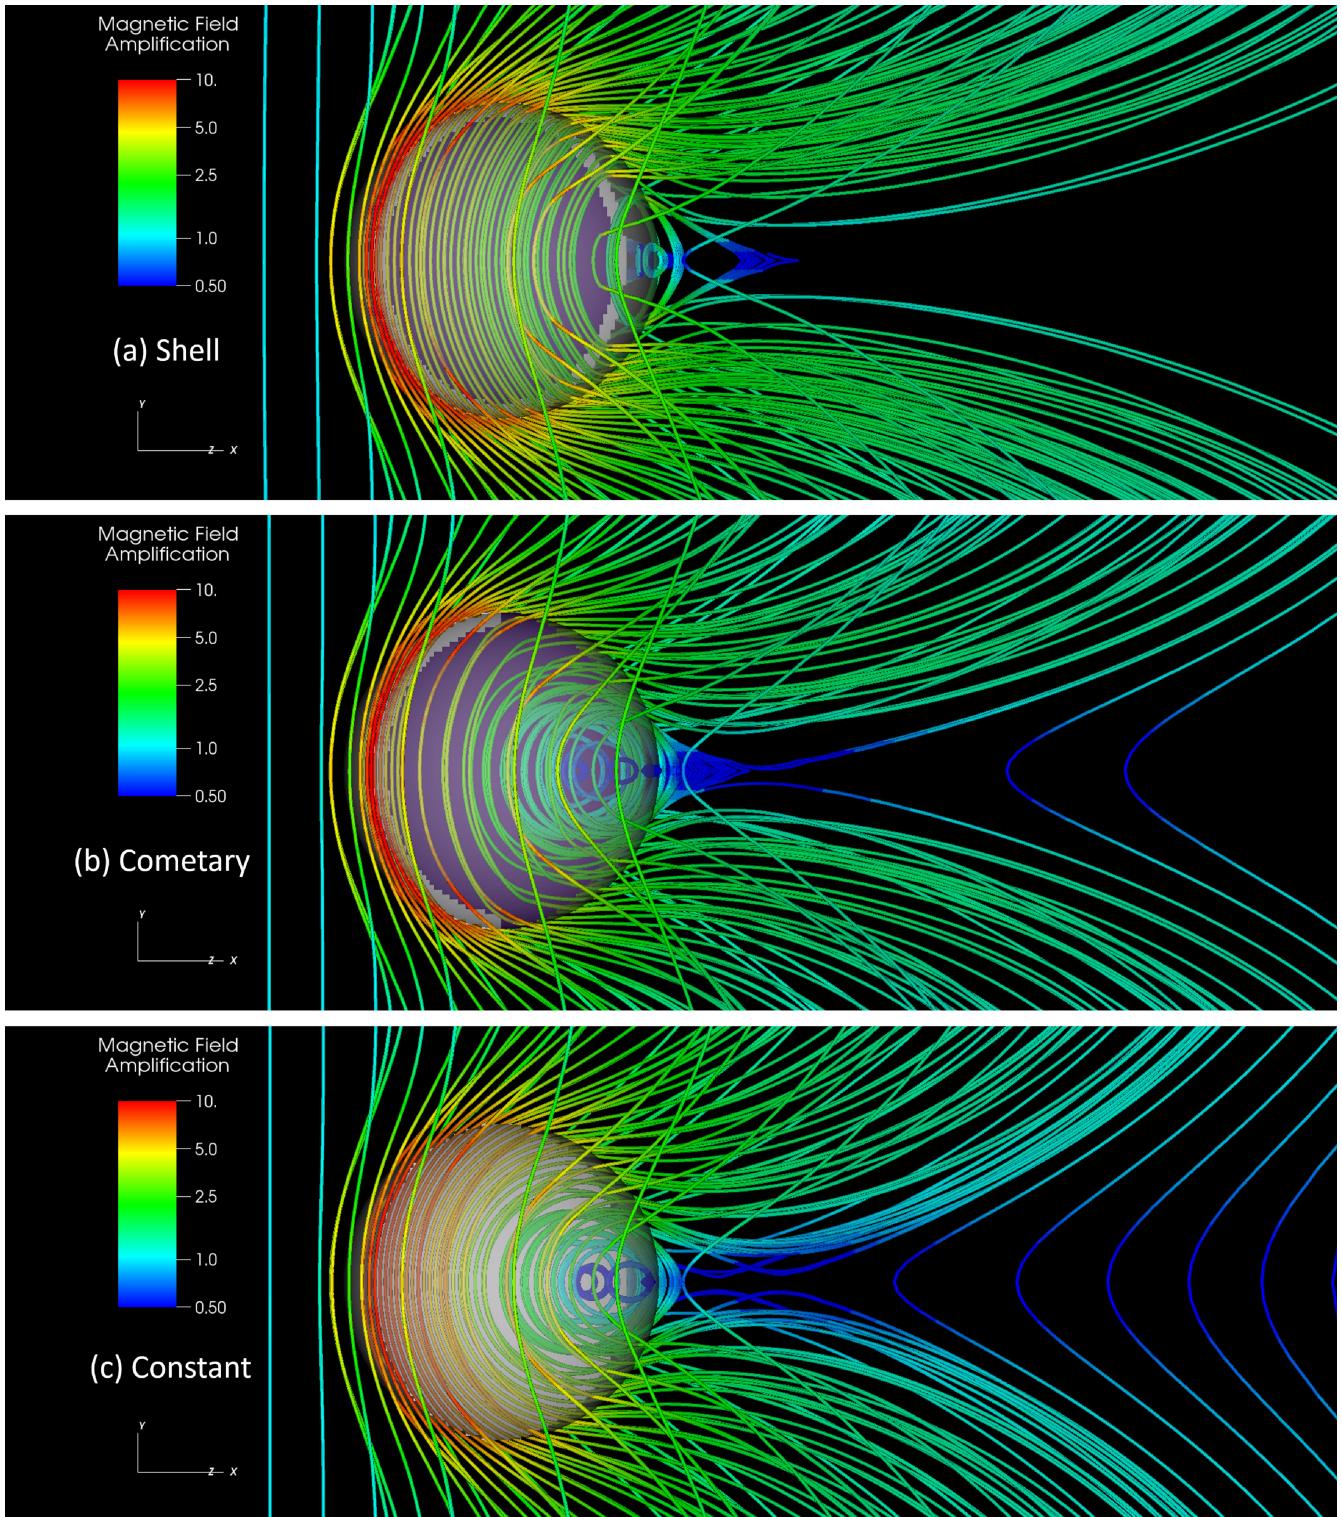 Magnetic Field
Amplification
10.
5.0
2.5
1.0
0.50
(a) Shell
Y
Z X
Magnetic Field
Amplification
10.
5.0
2.5
1.0
0.50
(b) Cometary
Y
Z X
Magnetic Field
Amplification
10.
5.0
2.5
1.0
0.50
(c) Constant
Y
Z X